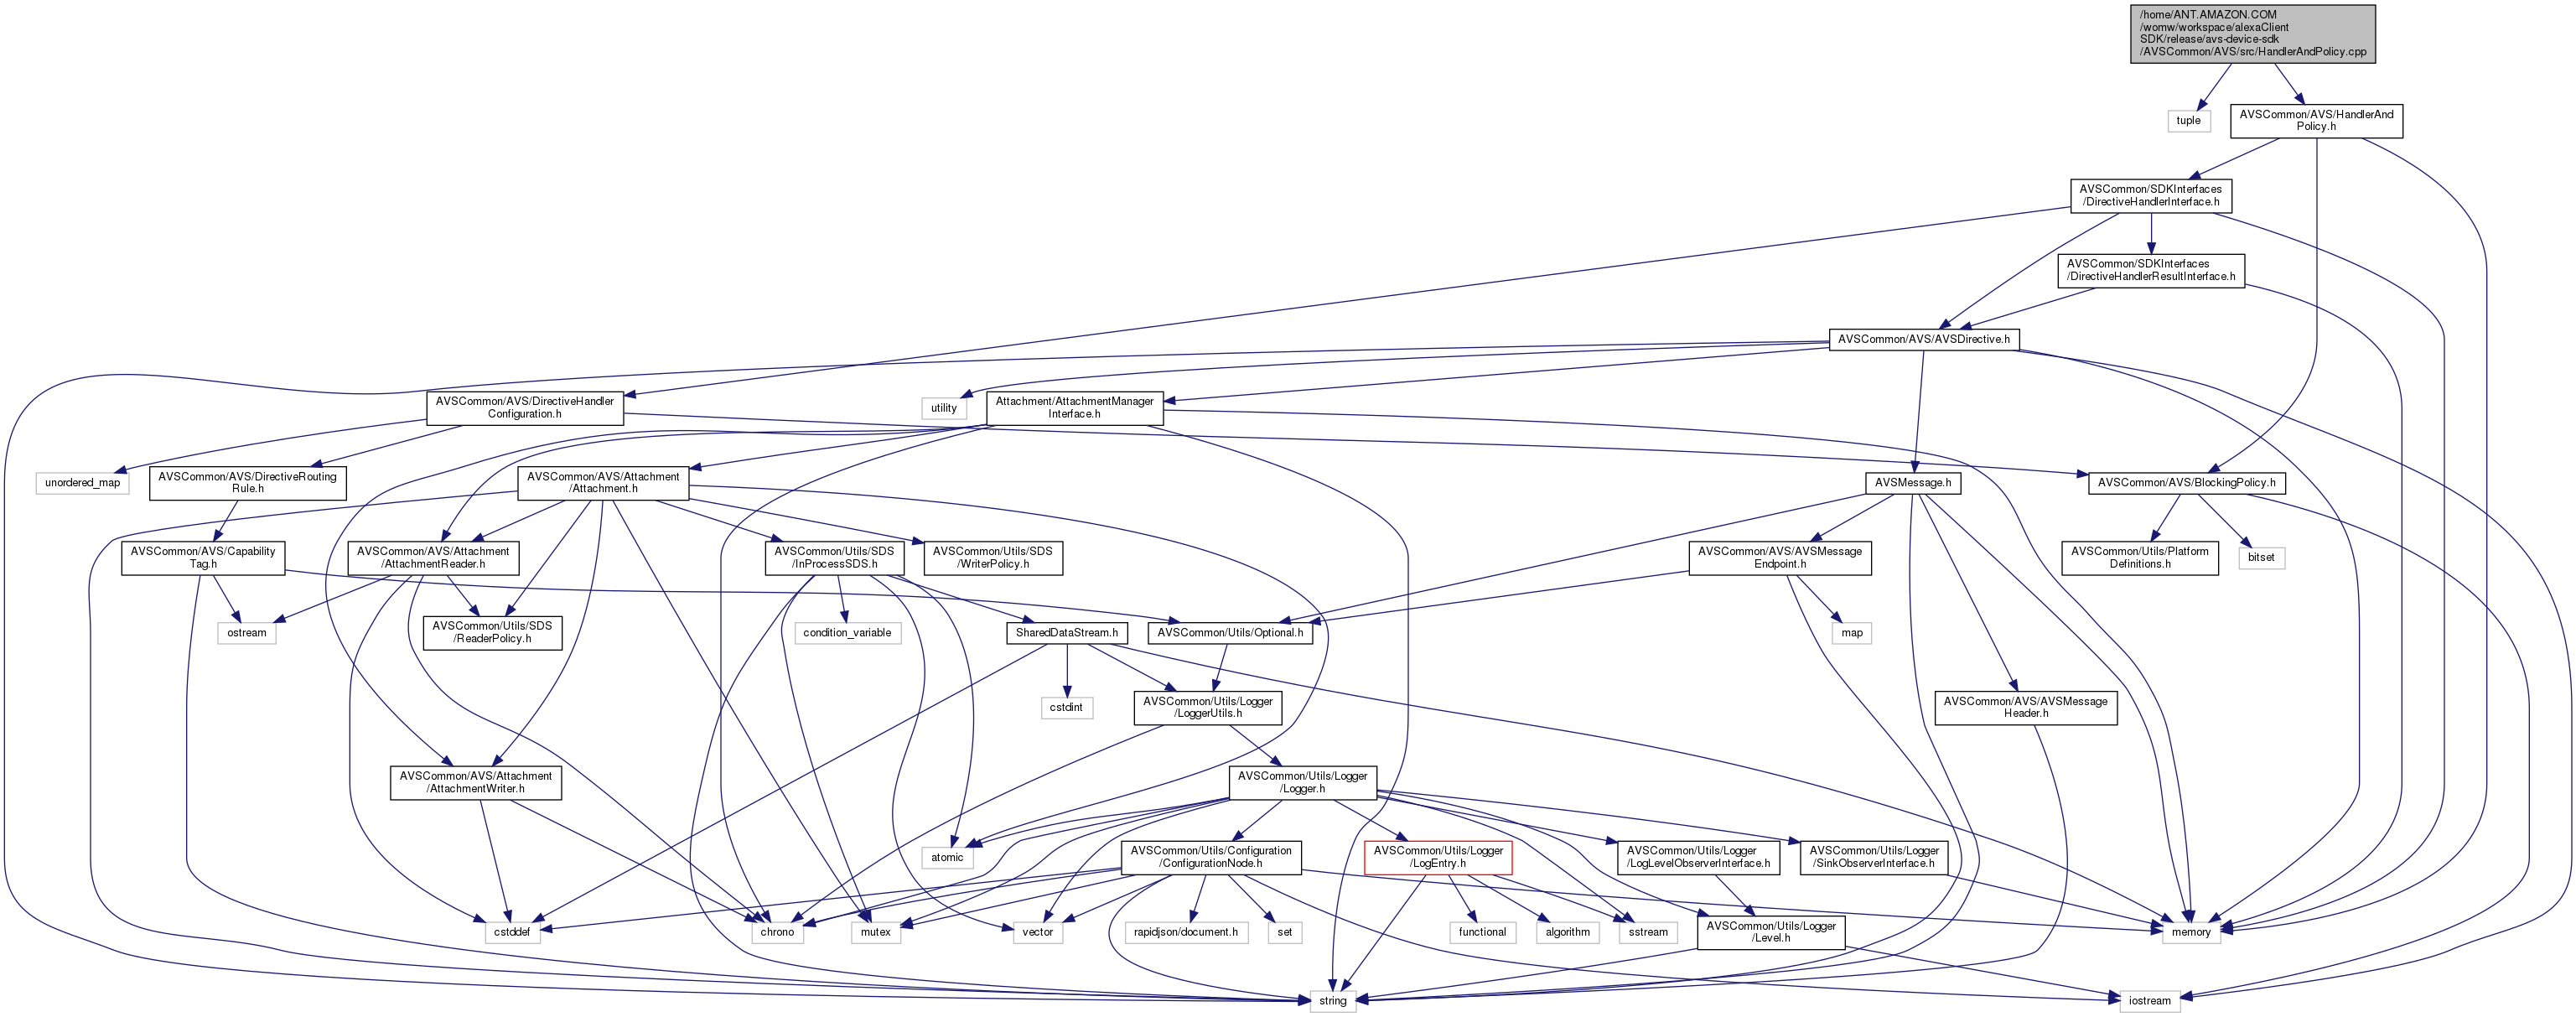 /home/ANT.AMAZON.COM
/womw/workspace/alexaClient
SDK/release/avs-device-sdk
/AVSCommon/AVS/src/HandlerAndPolicy.cpp
tuple
AVSCommon/AVS/HandlerAnd
Policy.h
AVSCommon/SDKInterfaces
/DirectiveHandlerInterface.h
AVSCommon/SDKInterfaces
/DirectiveHandlerResultInterface.h
AVSCommon/AVS/AVSDirective.h
AVSCommon/AVS/DirectiveHandler
Configuration.h
utility
Attachment/AttachmentManager
Interface.h
unordered_map
AVSCommon/AVS/DirectiveRouting
Rule.h
AVSCommon/AVS/Attachment
/Attachment.h
AVSMessage.h
AVSCommon/AVS/BlockingPolicy.h
AVSCommon/AVS/Capability
Tag.h
AVSCommon/AVS/Attachment
/AttachmentReader.h
AVSCommon/Utils/SDS
/InProcessSDS.h
AVSCommon/Utils/SDS
/WriterPolicy.h
AVSCommon/AVS/AVSMessage
Endpoint.h
AVSCommon/Utils/Platform
Definitions.h
bitset
ostream
AVSCommon/Utils/SDS
/ReaderPolicy.h
condition_variable
SharedDataStream.h
AVSCommon/Utils/Optional.h
map
cstdint
AVSCommon/Utils/Logger
/LoggerUtils.h
AVSCommon/AVS/AVSMessage
Header.h
AVSCommon/AVS/Attachment
/AttachmentWriter.h
AVSCommon/Utils/Logger
/Logger.h
atomic
AVSCommon/Utils/Configuration
/ConfigurationNode.h
AVSCommon/Utils/Logger
/LogEntry.h
AVSCommon/Utils/Logger
/LogLevelObserverInterface.h
AVSCommon/Utils/Logger
/SinkObserverInterface.h
cstddef
chrono
mutex
vector
rapidjson/document.h
set
functional
algorithm
sstream
AVSCommon/Utils/Logger
/Level.h
memory
string
iostream